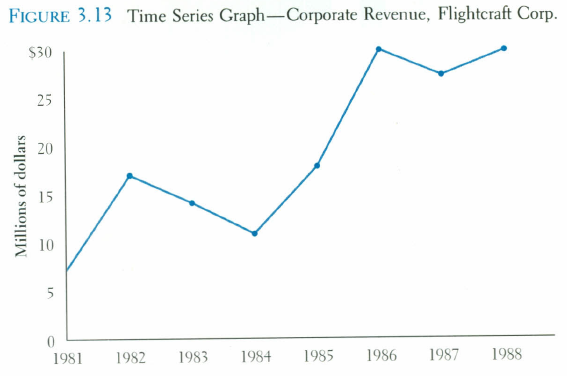 FIGURE 3.13 Time Series Graph—Corporate Revenue, Flightcraft Corp.
$30
25
20
15
10
5
0
Millions of dollars
1981 1982 1983 1984 1985 1986 1987 1988